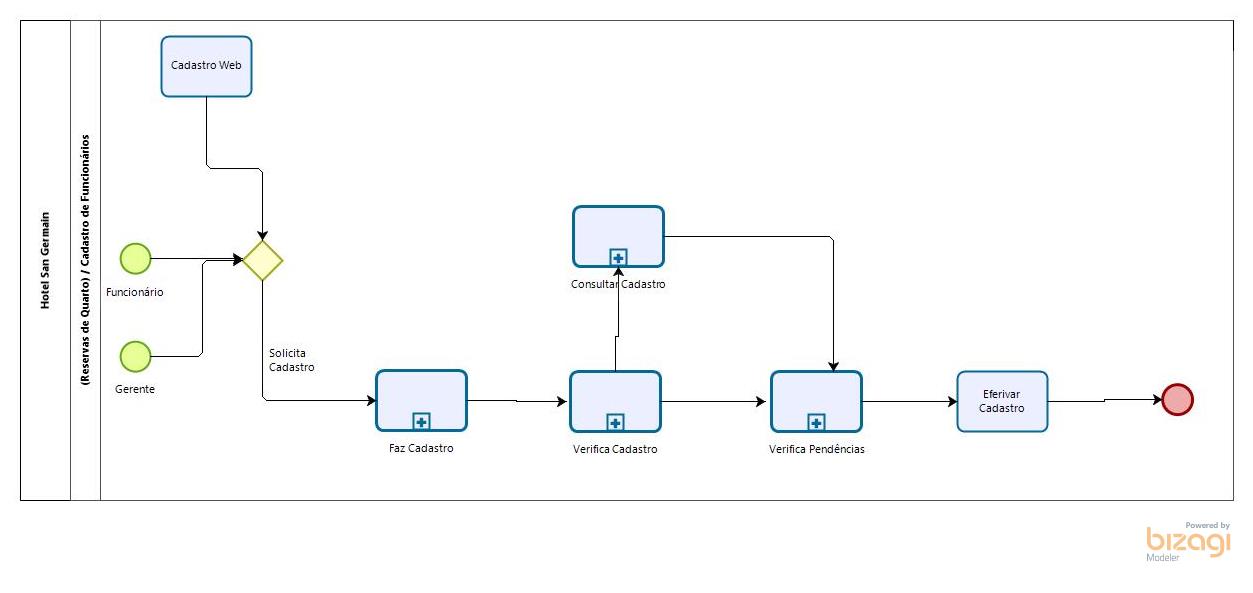 Hotel San Germain
(Reservas de Quarto) / Cadastro de Funcionários
Cadastro Web
Funcionário
Gerente
Solicita
Cadastro
Consultar Cadastro
Faz Cadastro
Verifica Cadastro
Verifica Pendências
Eferivar
Cadastro
Powered by
bizagi
Modeler